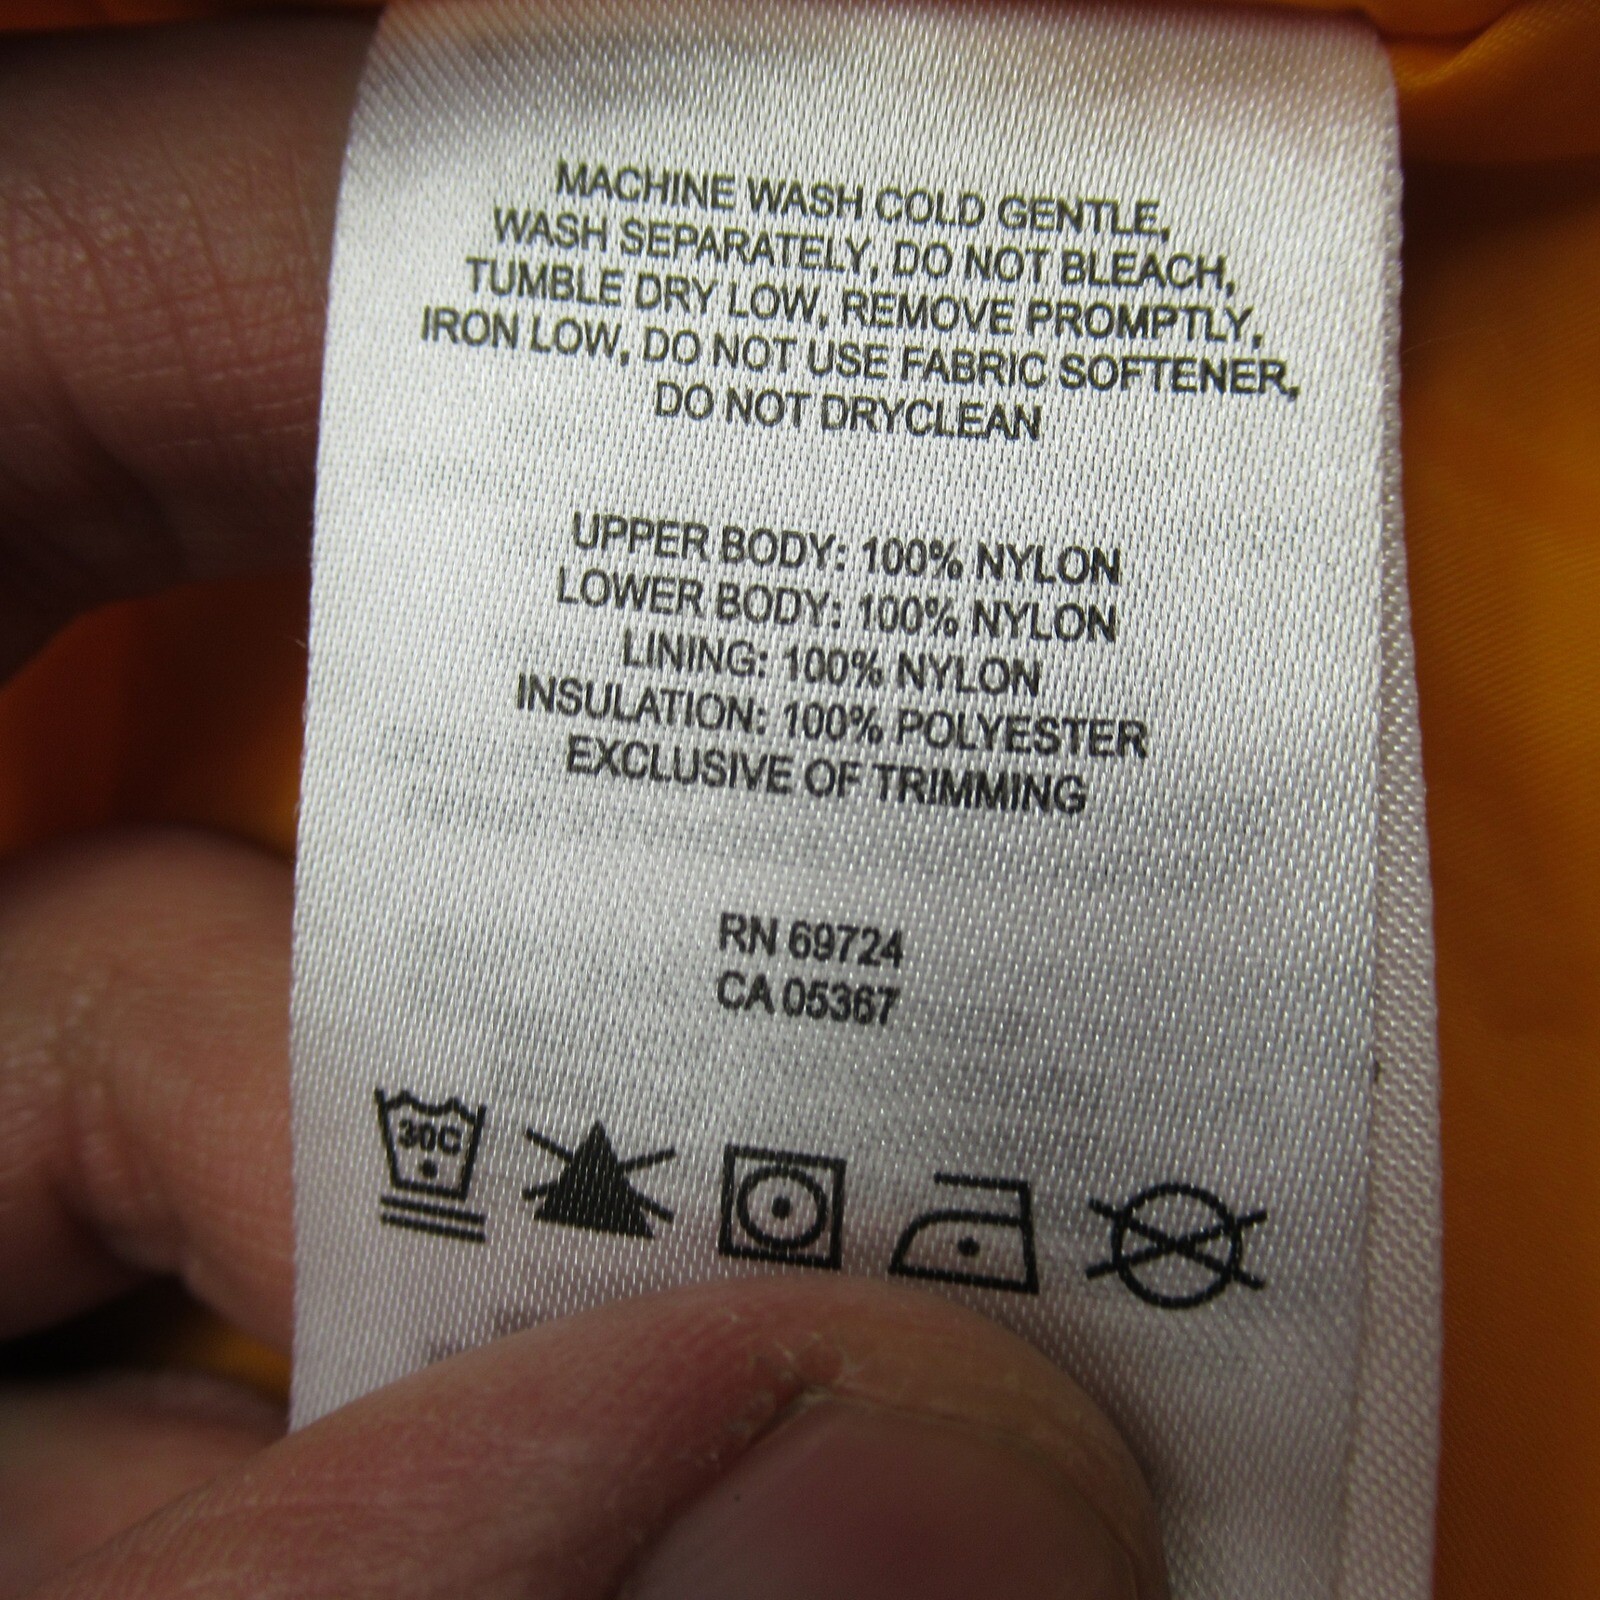 MACHINE WASH COLD GENTLE,
WASH SEPARATELY, DO NOT BLEACH,
TUMBLE DRY LOW, REMOVE PROMPTLY,
IRON LOW, DO NOT USE FABRIC SOFTENER,
DO NOT DRYCLEAN
UPPER BODY: 100% NYLON
LOWER BODY: 100% NYLON
LINING: 100% NYLON
INSULATION: 100% POLYESTER
EXCLUSIVE OF TRIMMING
RN 69724
CA 05367
30C